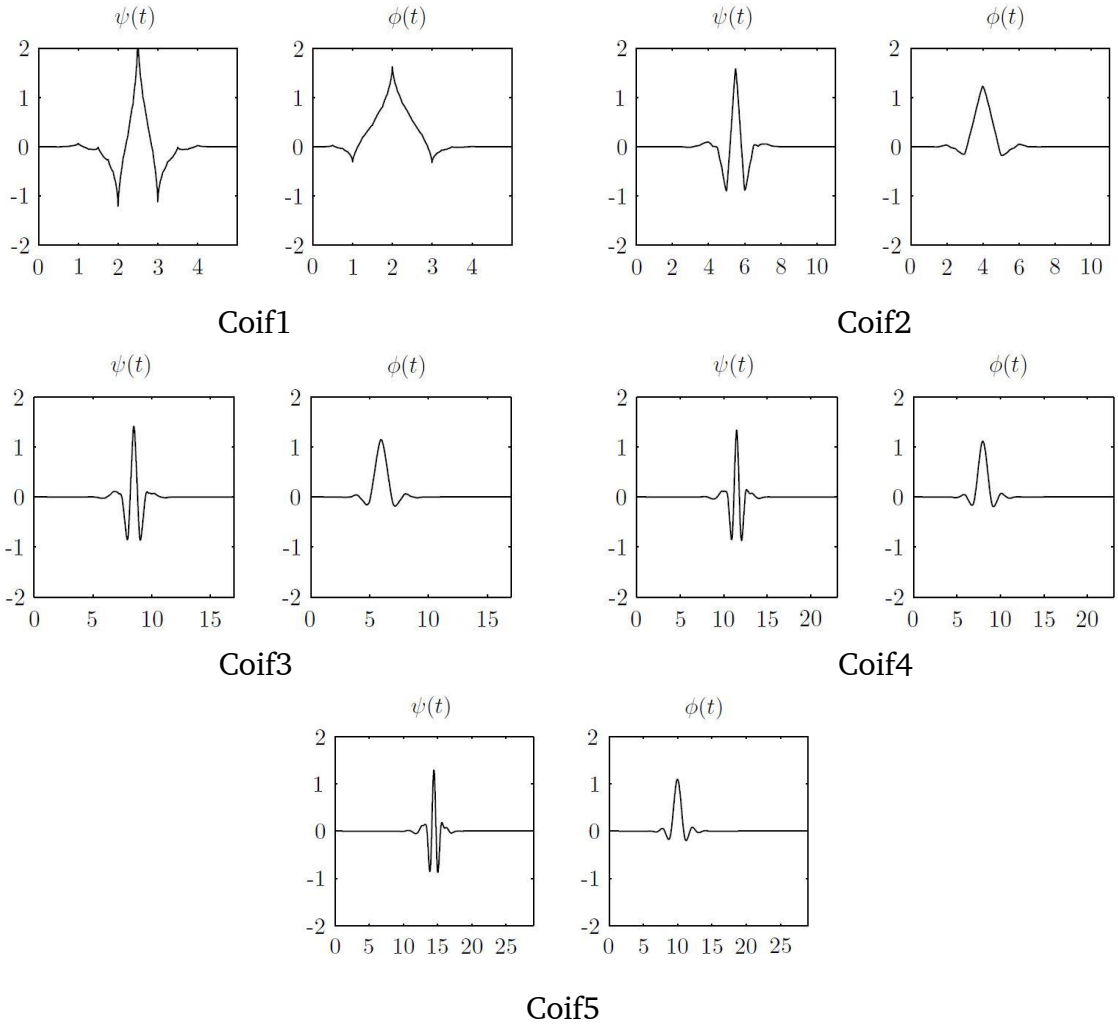 ψ(t) ϕ(t) ψ(t) ϕ(t)
2 2 2 2
1 1 1 1
0 0 0 0
-1 -1 -1 -1
-2 -2 -2 -2
0 1 2 3 4 0 1 2 3 4 0 2 4 6 8 10 0 2 4 6 8 10
Coif1 Coif2
ψ(t) ϕ(t) ψ(t) ϕ(t)
2 2 2 2
1 1 1 1
0 0 0 0
-1 -1 -1 -1
-2 -2 -2 -2
0 5 10 15 0 5 10 15 0 5 10 15 20 0 5 10 15 20
Coif3 Coif4
ψ(t) ϕ(t)
2 2
1 1
0 0
-1 -1
-2 -2
0 5 10 15 20 25 0 5 10 15 20 25
Coif5